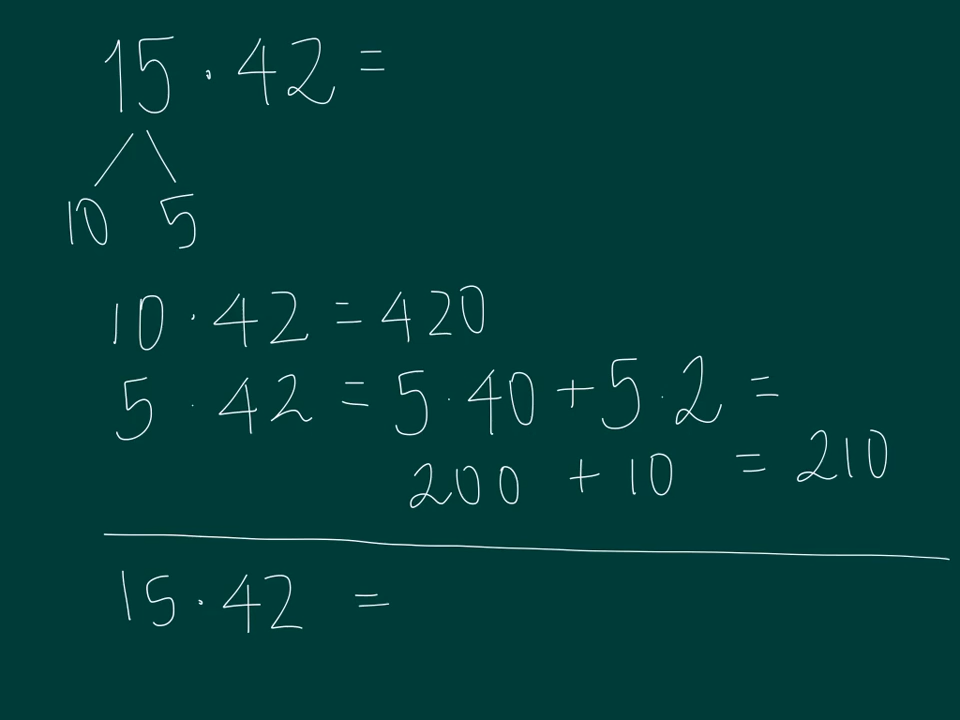 15 · 42 =
10 5
10 · 42 = 420
5 · 42 = 5 · 40 + 5 · 2 =
200 + 10 = 210
15 · 42 =